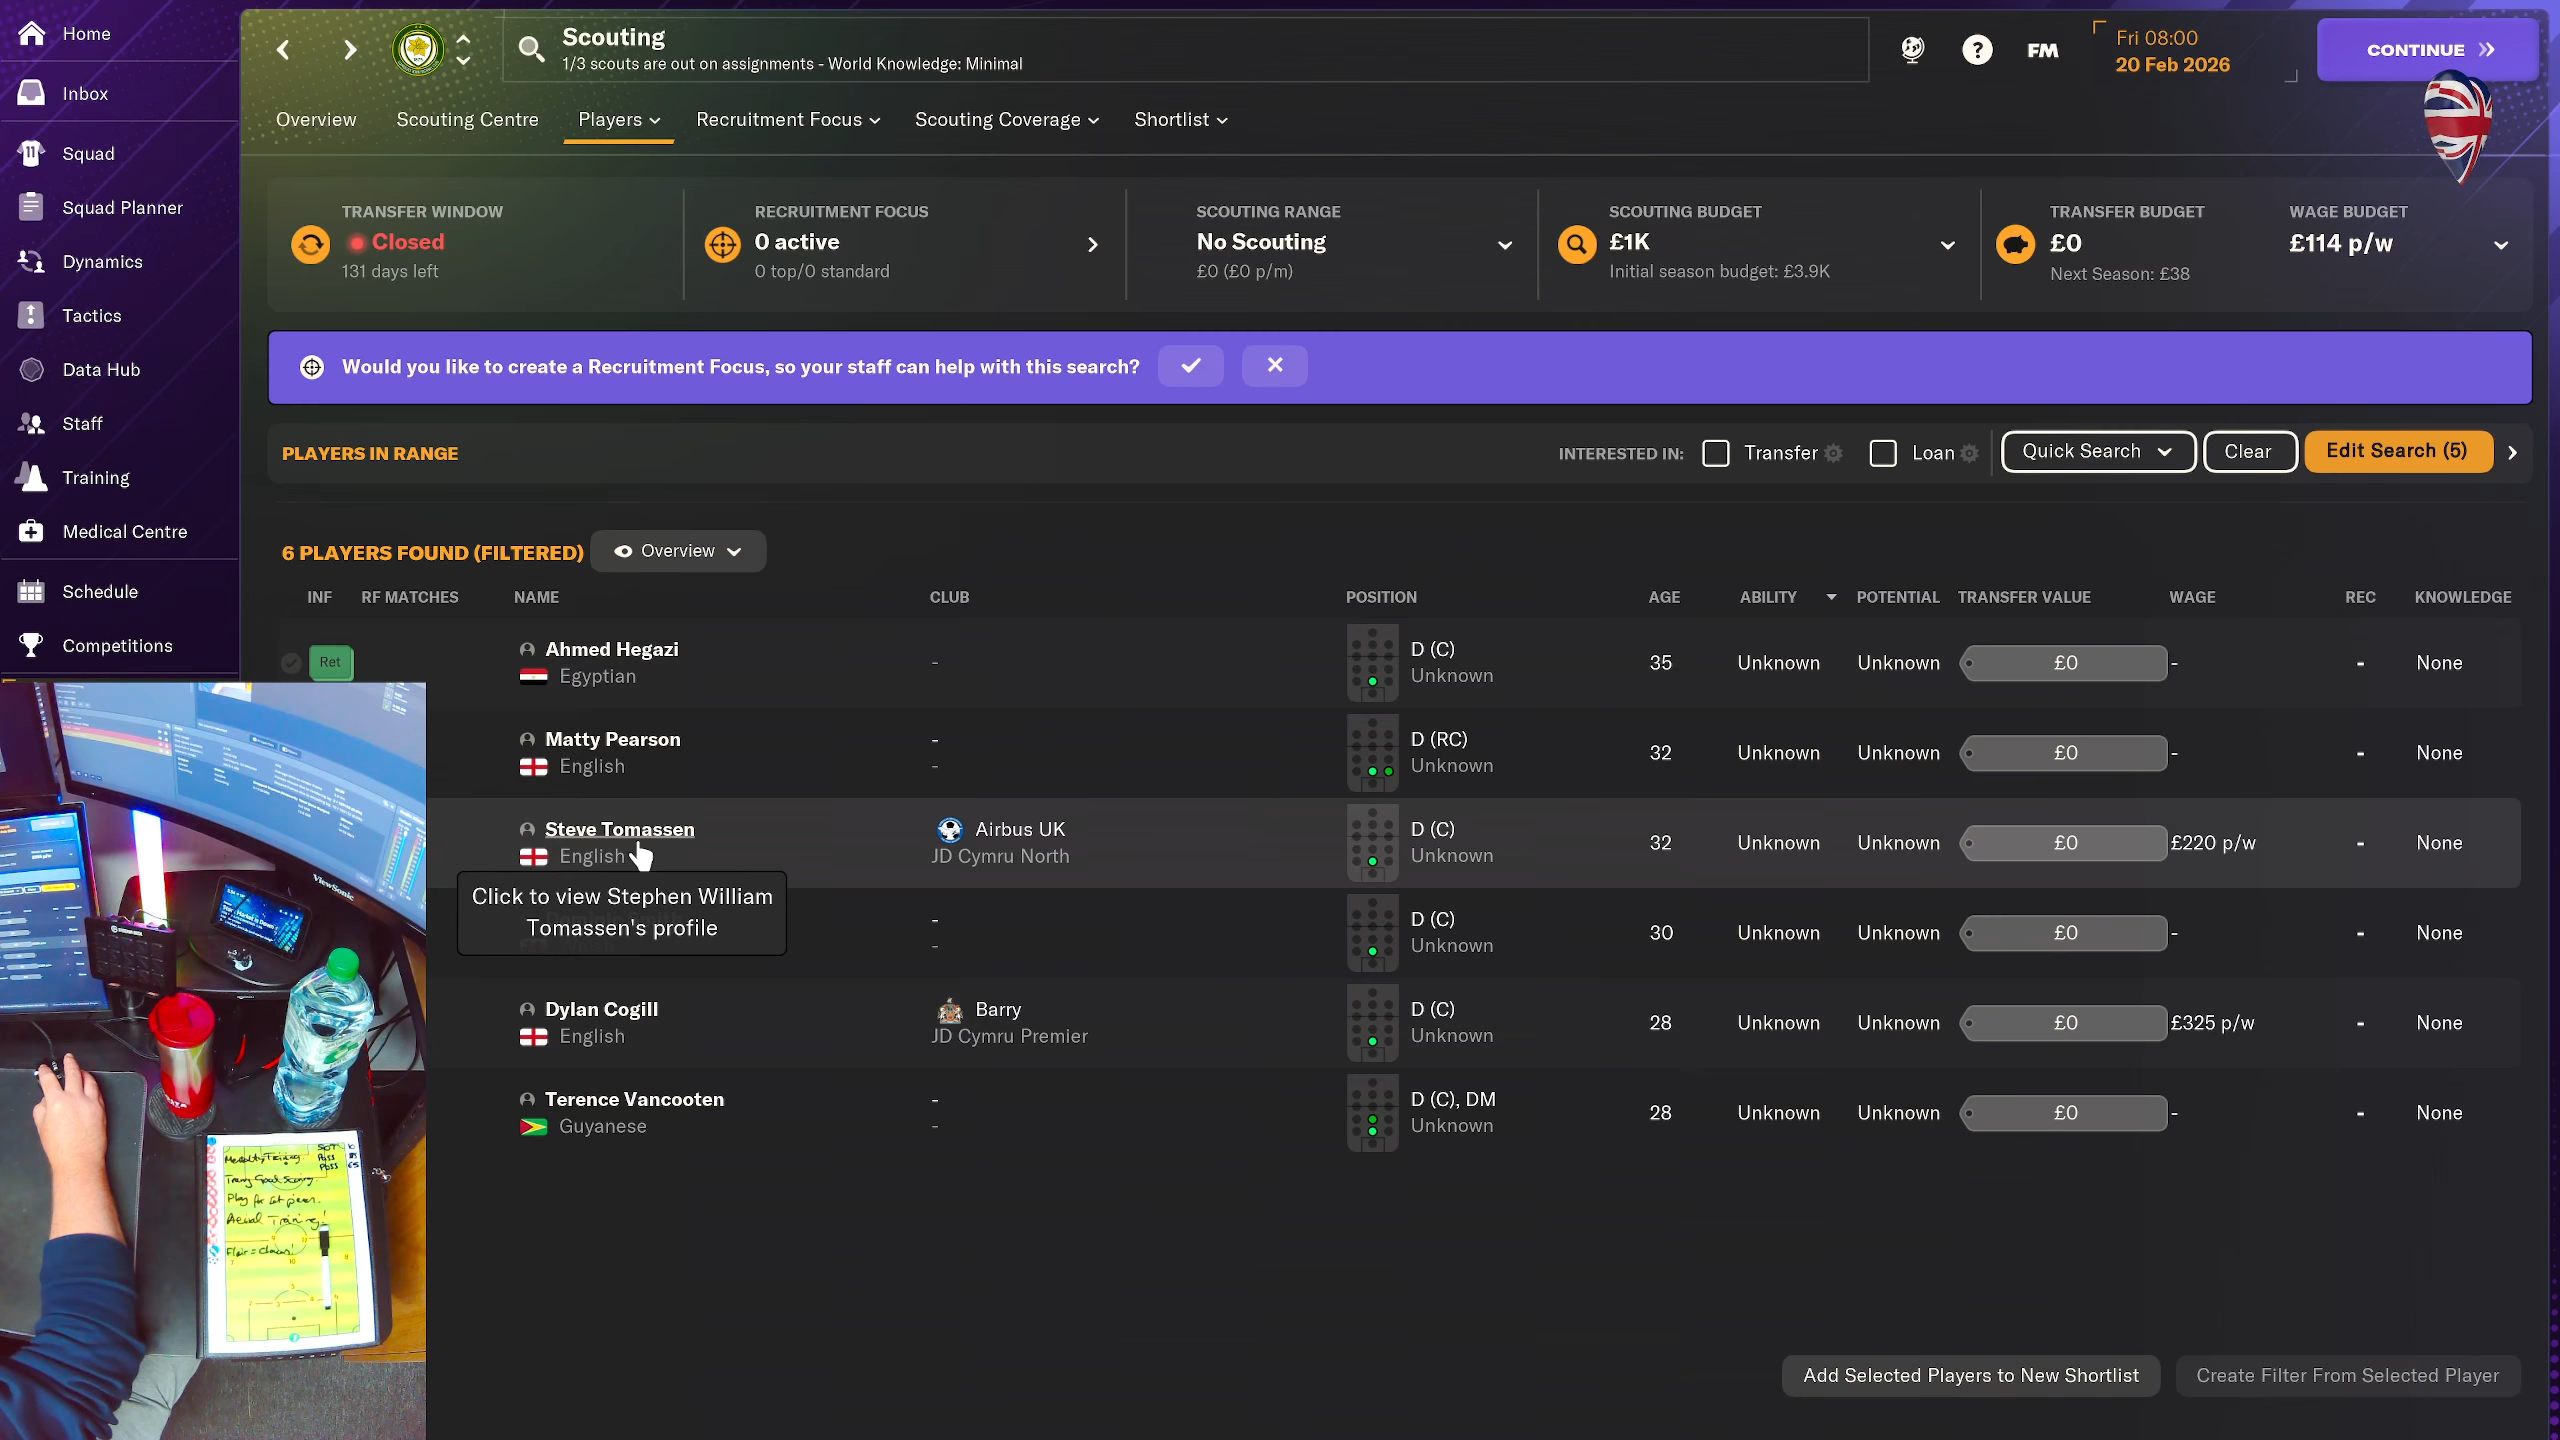 Home
Inbox
Squad
Squad Planner
Dynamics
Tactics
Data Hub
Staff
Training
Medical Centre
Schedule
Competitions
Scouting
1/3 scouts are out on assignments - World Knowledge: Minimal
FM
Fri 08:00
20 Feb 2026
CONTINUE
Overview
Scouting Centre
Players
Recruitment Focus
Scouting Coverage
Shortlist
TRANSFER WINDOW
Closed
131 days left
RECRUITMENT FOCUS
0 active
0 top/0 standard
SCOUTING RANGE
No Scouting
£0 (£0 p/m)
SCOUTING BUDGET
£1K
Initial season budget: £3.9K
TRANSFER BUDGET
£0
Next Season: £38
WAGE BUDGET
£114 p/w
Would you like to create a Recruitment Focus, so your staff can help with this search?
PLAYERS IN RANGE
INTERESTED IN: Transfer Loan
Quick Search
Clear
Edit Search (5)
6 PLAYERS FOUND (FILTERED)
Overview
INF RF MATCHES NAME CLUB POSITION AGE ABILITY POTENTIAL TRANSFER VALUE WAGE REC KNOWLEDGE
Ret
Ahmed Hegazi - D (C) 35 Unknown Unknown £0 - - None
Egyptian Unknown
Matty Pearson - D (RC) 32 Unknown Unknown £0 - - None
English - Unknown
Steve Tomassen Airbus UK D (C) 32 Unknown Unknown £0 £220 p/w - None
English JD Cymru North Unknown
Click to view Stephen William
Tomassen's profile
- D (C) 30 Unknown Unknown £0 - - None
- Unknown
Dylan Cogill Barry D (C) 28 Unknown Unknown £0 £325 p/w - None
English JD Cymru Premier Unknown
Terence Vancooten - D (C), DM 28 Unknown Unknown £0 - - None
Guyanese - Unknown
Add Selected Players to New Shortlist
Create Filter From Selected Player
ViewSonic
Play for set pieces.
Aerial Training!